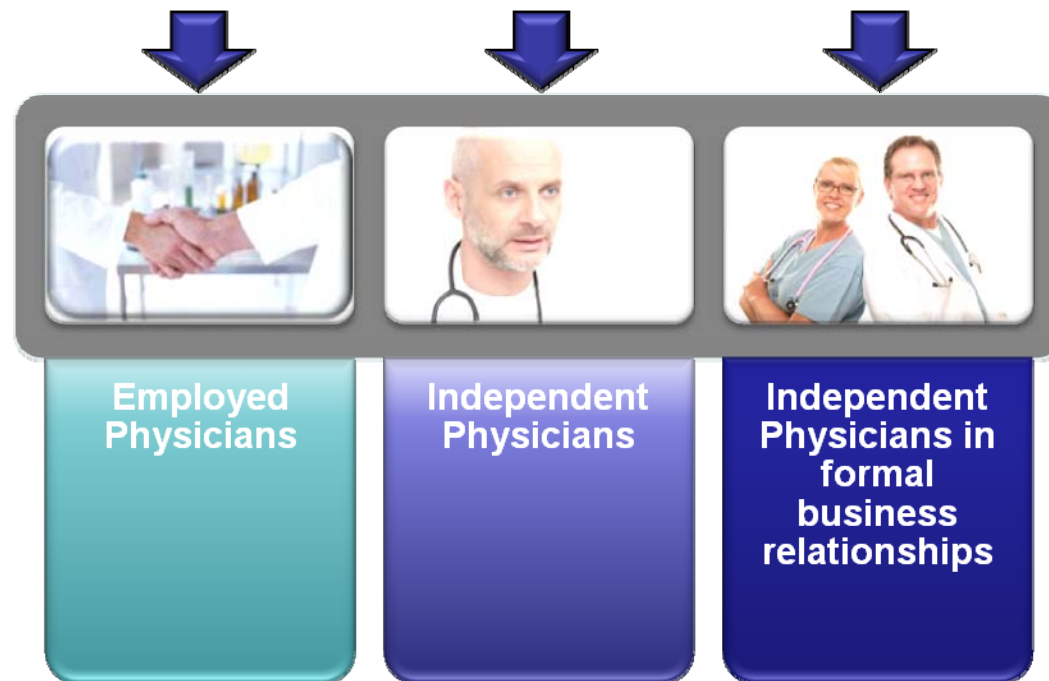 Employed
Physicians
Independent
Physicians
Independent
Physicians in
formal
business
relationships